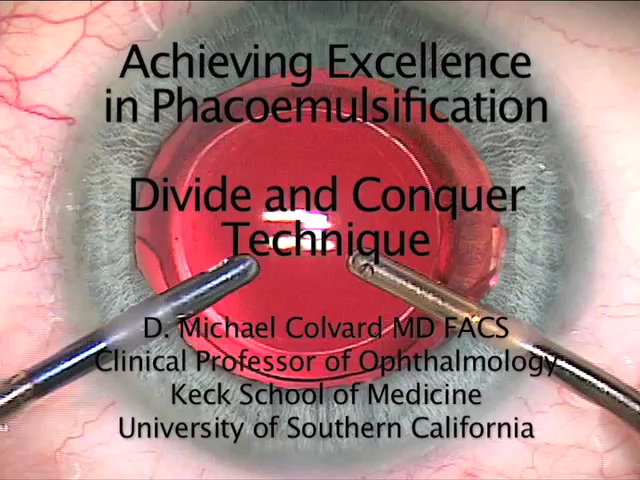 Achieving Excellence
in Phacoemulsification
Divide and Conquer
Technique
D. Michael Colvard MD FACS
Clinical Professor of Ophthalmology
Keck School of Medicine
University of Southern California